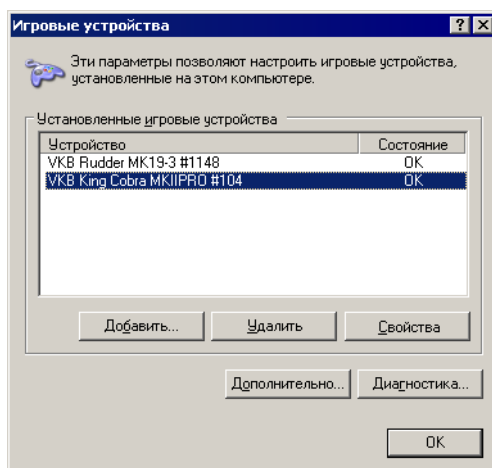 Игровые устройства
Эти параметры позволяют настроить игровые устройства,
установленные на этом компьютере.
Установленные игровые устройства
Устройство Состояние
VKB Rudder MK19-3 #1148 OK
VKB King Cobra MKIIPRO #104 OK
Добавить... Удалить Свойства
Дополнительно... Диагностика...
OK